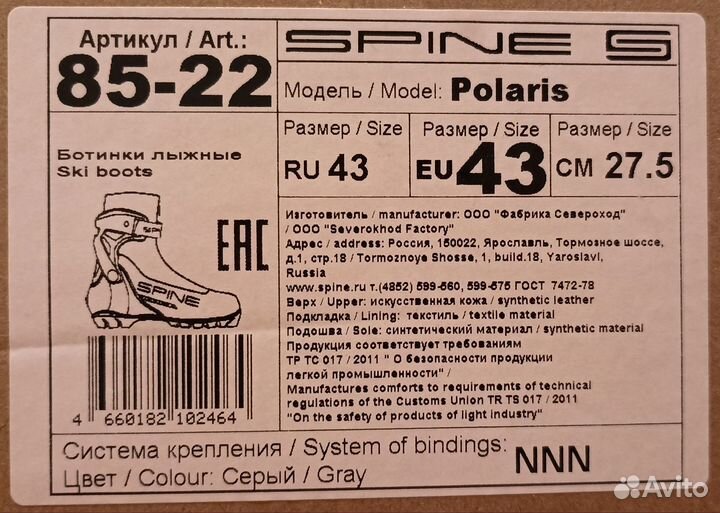 Артикул / Art.:
85-22
SPINE S
Модель / Model: Polaris
Размер / Size
RU 43
Размер / Size
EU 43
Размер / Size
CM 27.5
Ботинки лыжные
Ski boots
SPINE
SPINE
EAC
Изготовитель / manufacturer: ООО "Фабрика Североход"
/ ООО "Severokhod Factory"
Адрес / address: Россия, 150022, Ярославль, Тормозное шоссе,
д.1, стр.18 / Tormoznoye Shosse, 1, build.18, Yaroslavl,
Russia
www.spine.ru т.(4852) 599-560, 599-575 ГОСТ 7472-78
Верх / Upper: искусственная кожа / synthetic leather
Подкладка / Lining: текстиль / textile material
Подошва / Sole: синтетический материал / synthetic material
Продукция соответствует требованиям
ТР ТС 017 / 2011 " О безопасности продукции
легкой промышленности" /
Manufactures comforts to requirements of technical
regulations of the Customs Union TR TS 017 / 2011
"On the safety of products of light industry"
4 660182 102464
Система крепления / System of bindings: NNN
Цвет / Colour: Серый / Gray
Avito